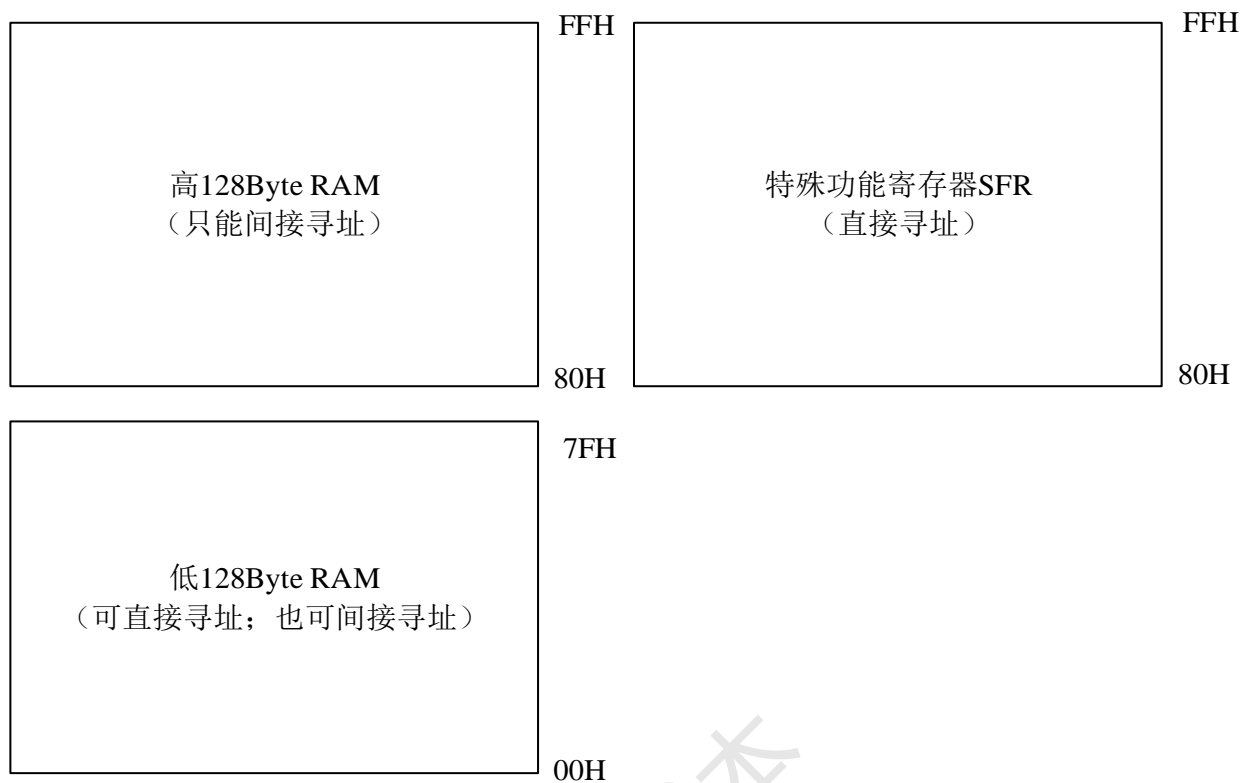 FFH
高128Byte RAM
（只能间接寻址）
80H
FFH
特殊功能寄存器SFR
（直接寻址）
80H
7FH
低128Byte RAM
（可直接寻址；也可间接寻址）
00H
本